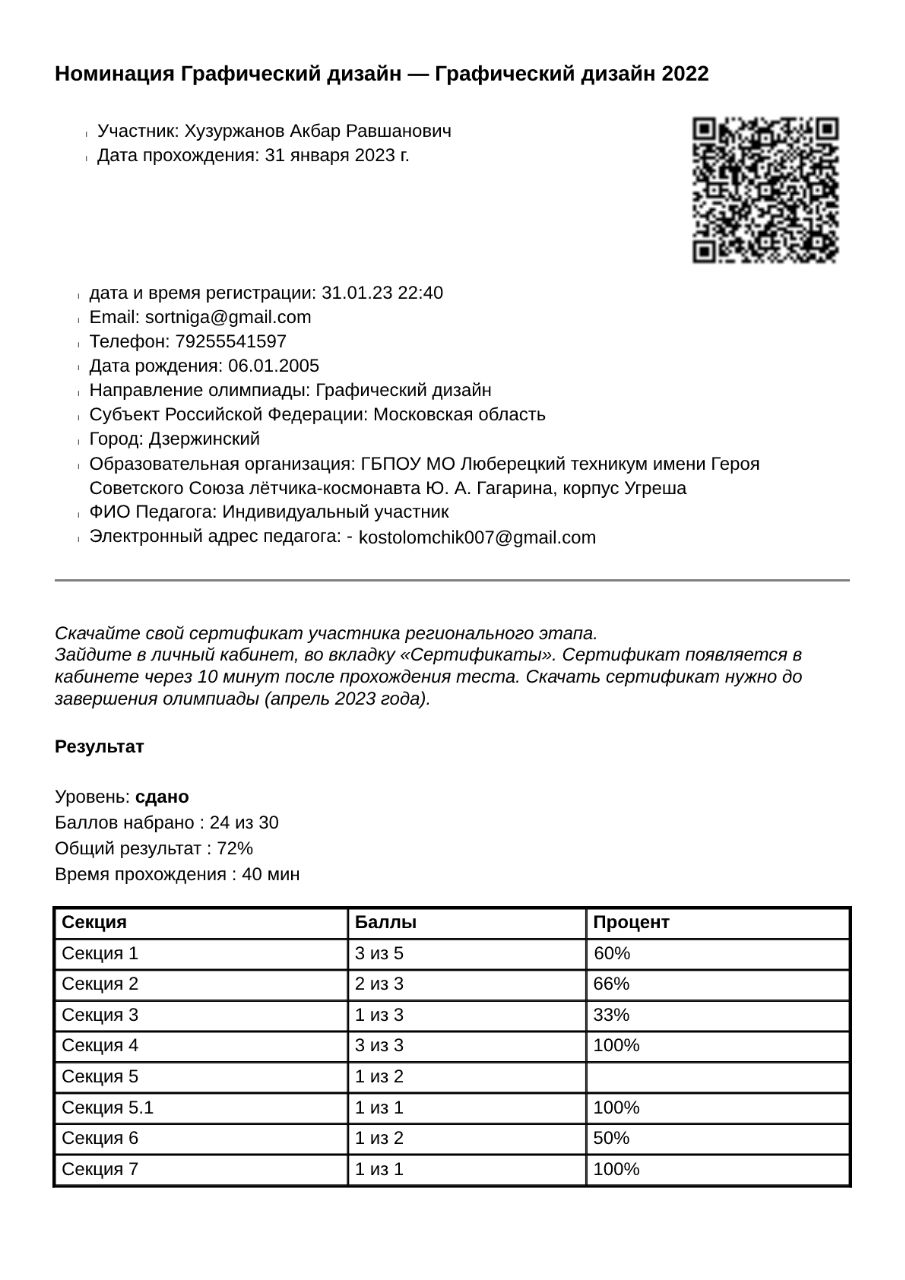 Номинация Графический дизайн — Графический дизайн 2022
Участник: Хузуржанов Акбар Равшанович
Дата прохождения: 31 января 2023 г.
дата и время регистрации: 31.01.23 22:40
Email: sortniga@gmail.com
Телефон: 79255541597
Дата рождения: 06.01.2005
Направление олимпиады: Графический дизайн
Субъект Российской Федерации: Московская область
Город: Дзержинский
Образовательная организация: ГБПОУ МО Люберецкий техникум имени Героя
Советского Союза лётчика-космонавта Ю. А. Гагарина, корпус Угреша
ФИО Педагога: Индивидуальный участник
Электронный адрес педагога: - kostolomchik007@gmail.com
Скачайте свой сертификат участника регионального этапа.
Зайдите в личный кабинет, во вкладку «Сертификаты». Сертификат появляется в
кабинете через 10 минут после прохождения теста. Скачать сертификат нужно до
завершения олимпиады (апрель 2023 года).
Результат
Уровень: сдано
Баллов набрано : 24 из 30
Общий результат : 72%
Время прохождения : 40 мин
Секция Баллы Процент
Секция 1 3 из 5 60%
Секция 2 2 из 3 66%
Секция 3 1 из 3 33%
Секция 4 3 из 3 100%
Секция 5 1 из 2
Секция 5.1 1 из 1 100%
Секция 6 1 из 2 50%
Секция 7 1 из 1 100%